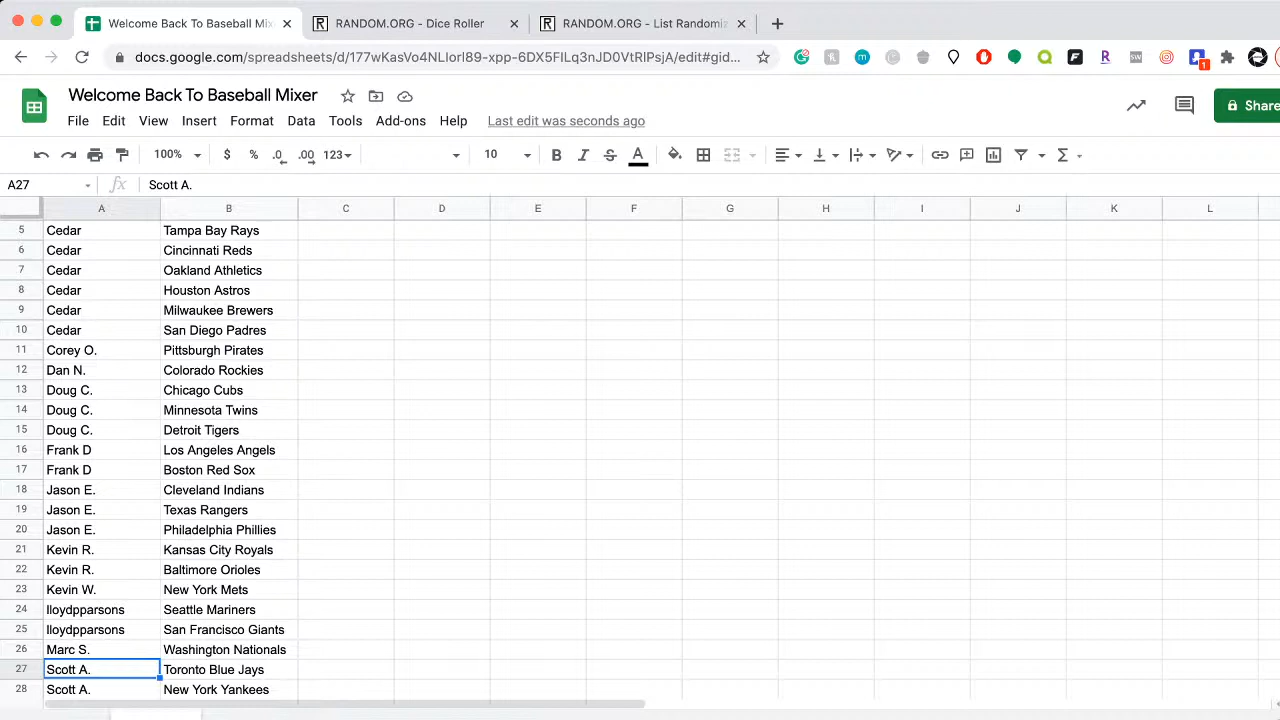 Welcome Back To Baseball Mix
RANDOM.ORG - Dice Roller
RANDOM.ORG - List Randomiz
docs.google.com/spreadsheets/d/177wKasVo4NLIorI89-xpp-6DX5FILq3nJD0VtRlPsjA/edit#gid...
Welcome Back To Baseball Mixer
File Edit View Insert Format Data Tools Add-ons Help Last edit was seconds ago
Share
100% $ % .0 .00 123 10 B I S A
A27 fx Scott A.
A B C D E F G H I J K L
5 Cedar Tampa Bay Rays
6 Cedar Cincinnati Reds
7 Cedar Oakland Athletics
8 Cedar Houston Astros
9 Cedar Milwaukee Brewers
10 Cedar San Diego Padres
11 Corey O. Pittsburgh Pirates
12 Dan N. Colorado Rockies
13 Doug C. Chicago Cubs
14 Doug C. Minnesota Twins
15 Doug C. Detroit Tigers
16 Frank D Los Angeles Angels
17 Frank D Boston Red Sox
18 Jason E. Cleveland Indians
19 Jason E. Texas Rangers
20 Jason E. Philadelphia Phillies
21 Kevin R. Kansas City Royals
22 Kevin R. Baltimore Orioles
23 Kevin W. New York Mets
24 lloydpparsons Seattle Mariners
25 lloydpparsons San Francisco Giants
26 Marc S. Washington Nationals
27 Scott A. Toronto Blue Jays
28 Scott A. New York Yankees